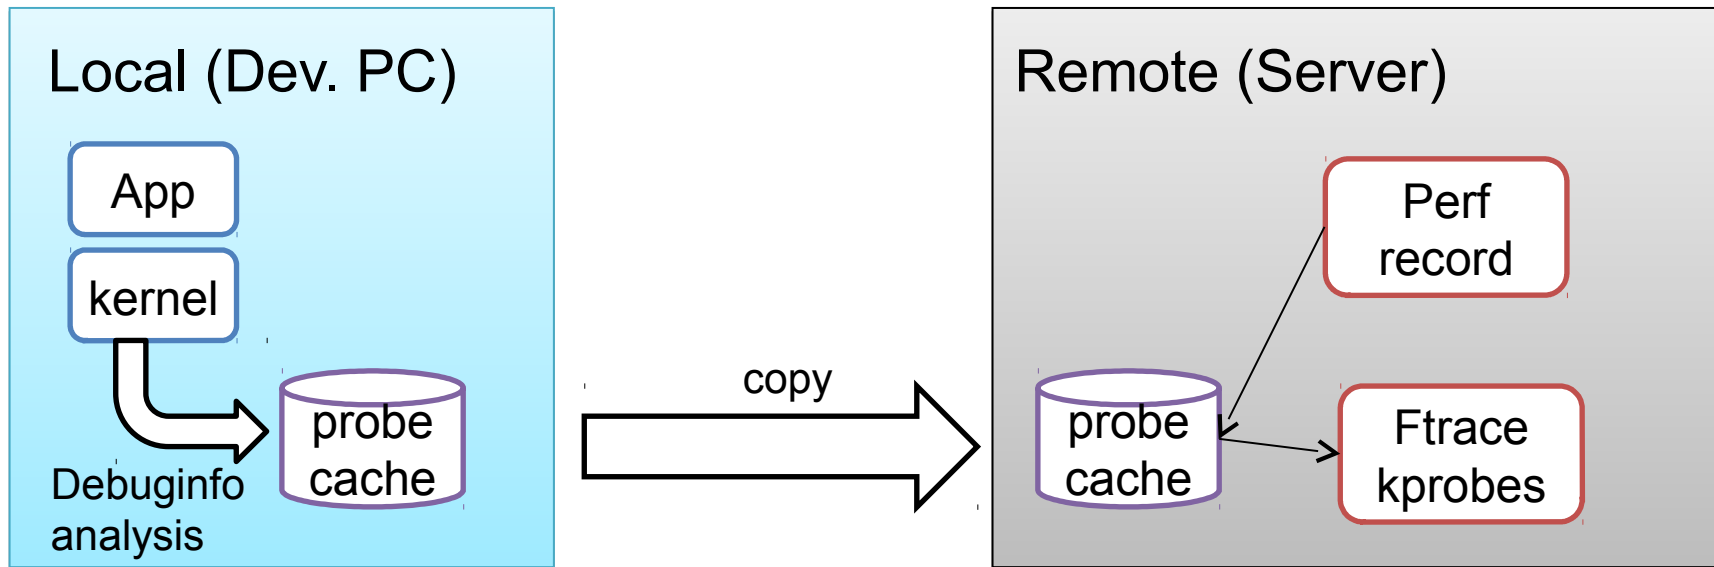 Local (Dev. PC)
App
kernel
Debuginfo
analysis
probe
cache
copy
Remote (Server)
Perf
record
probe
cache
Ftrace
kprobes